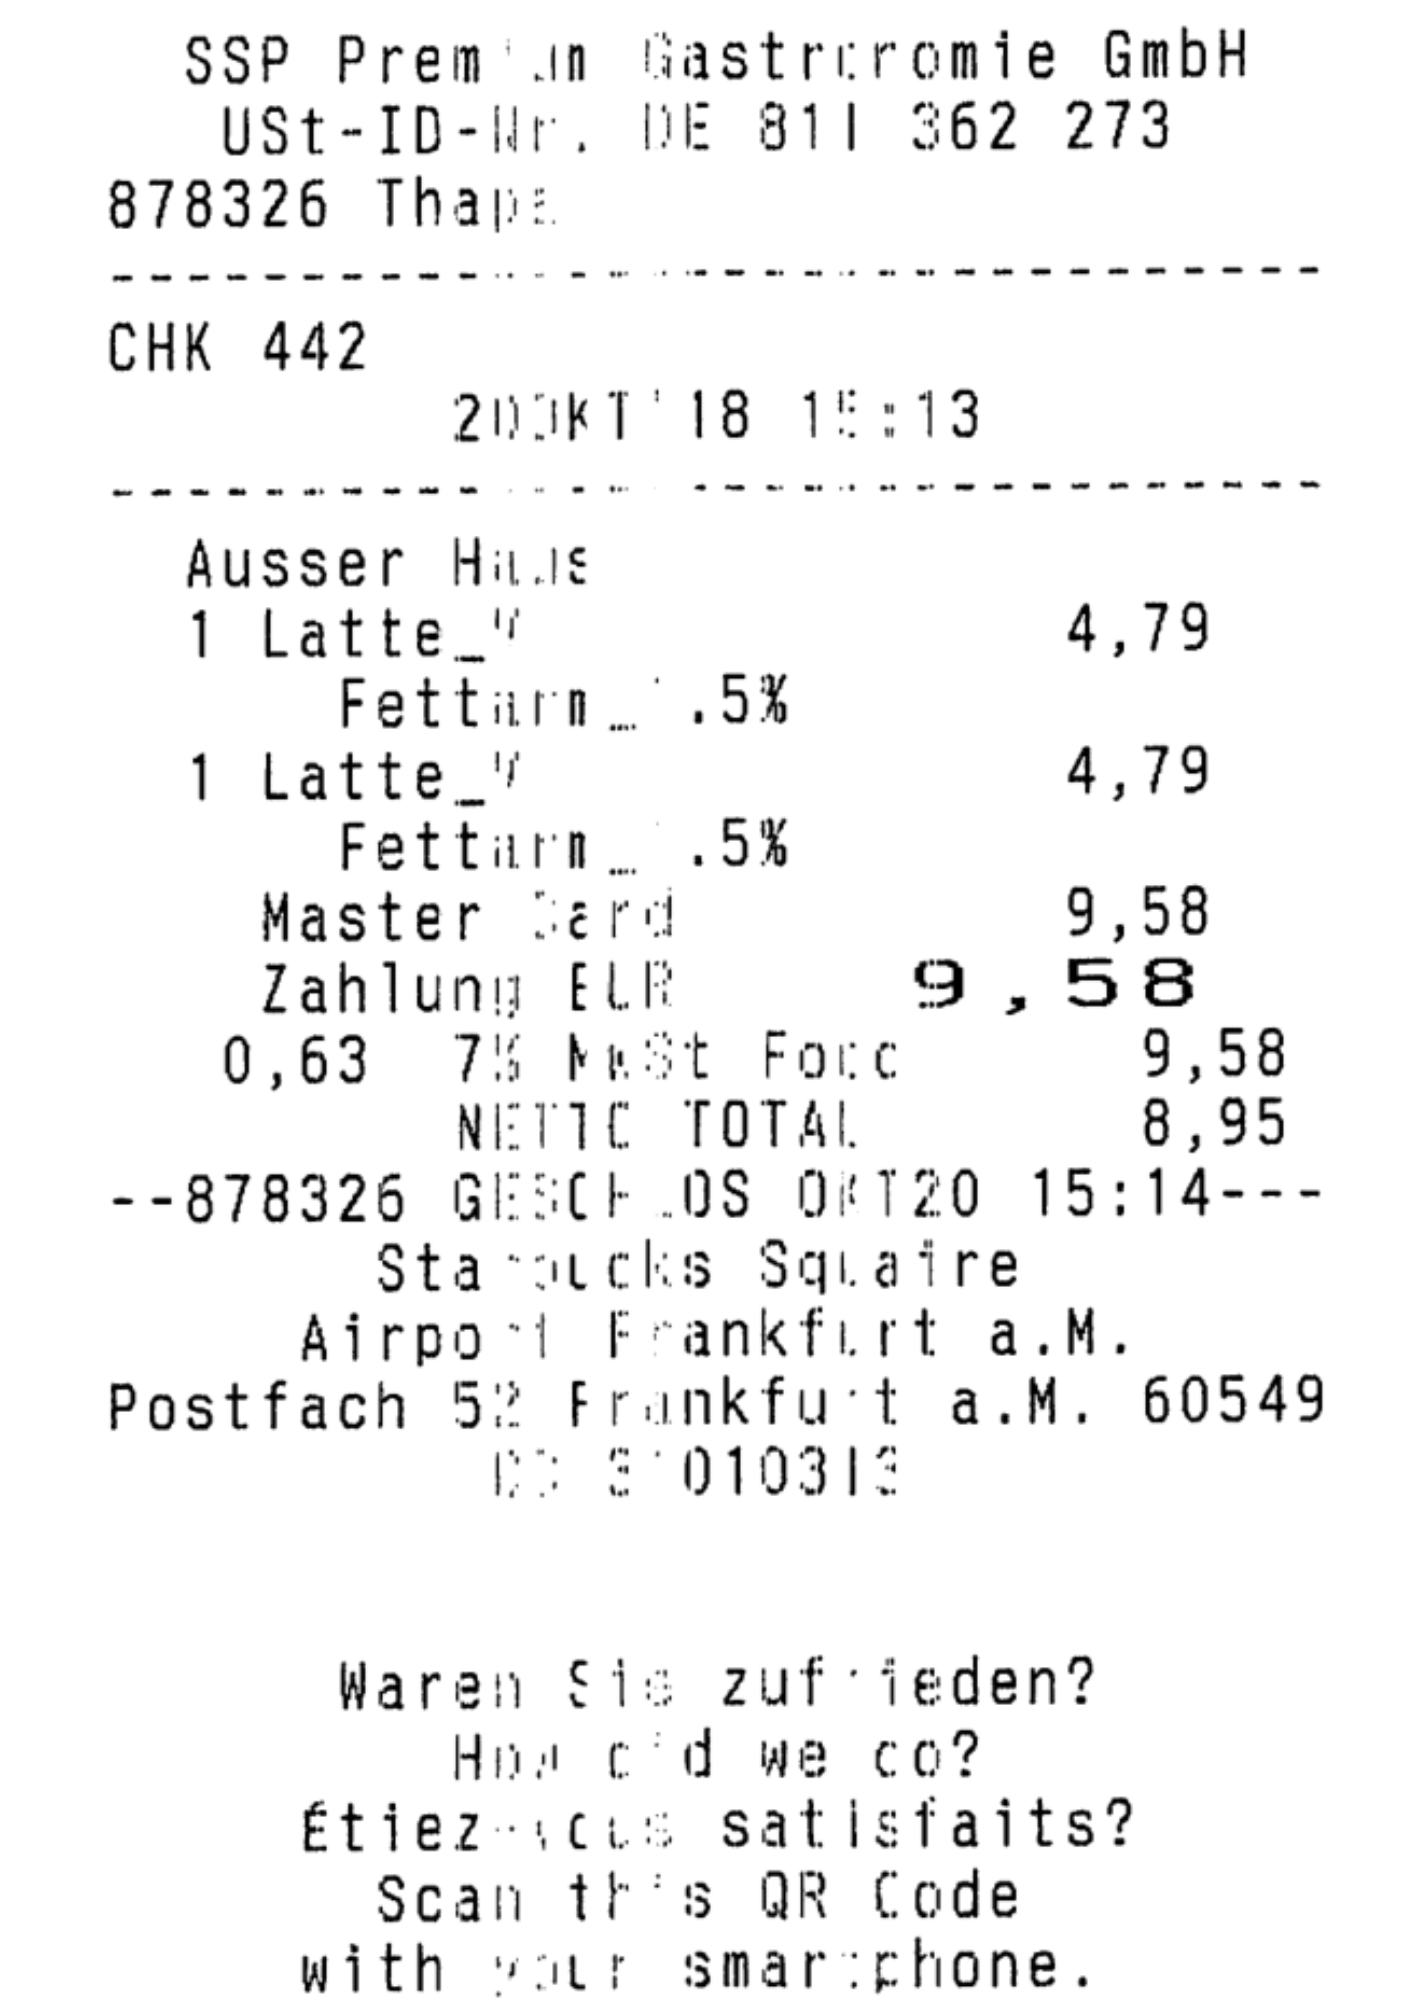 SSP Premium Gastronomie GmbH
USt-ID-Nr. DE 811 362 273
878326 Thapa
--------------------------------
CHK 442
20OKT'18 15:13
--------------------------------
Ausser Haus
1 Latte_V 4,79
Fettarm_1.5%
1 Latte_V 4,79
Fettarm_1.5%
Master Card 9,58
Zahlung EUR 9,58
0,63 7% MwSt Food 9,58
NETTO TOTAL 8,95
--878326 GESCHLOS OKT20 15:14---
Starbucks Squaire
Airport Frankfurt a.M.
Postfach 52 Frankfurt a.M. 60549
Waren Sie zufrieden?
How did we do?
Étiez-vous satisfaits?
Scan this QR Code
with your smartphone.